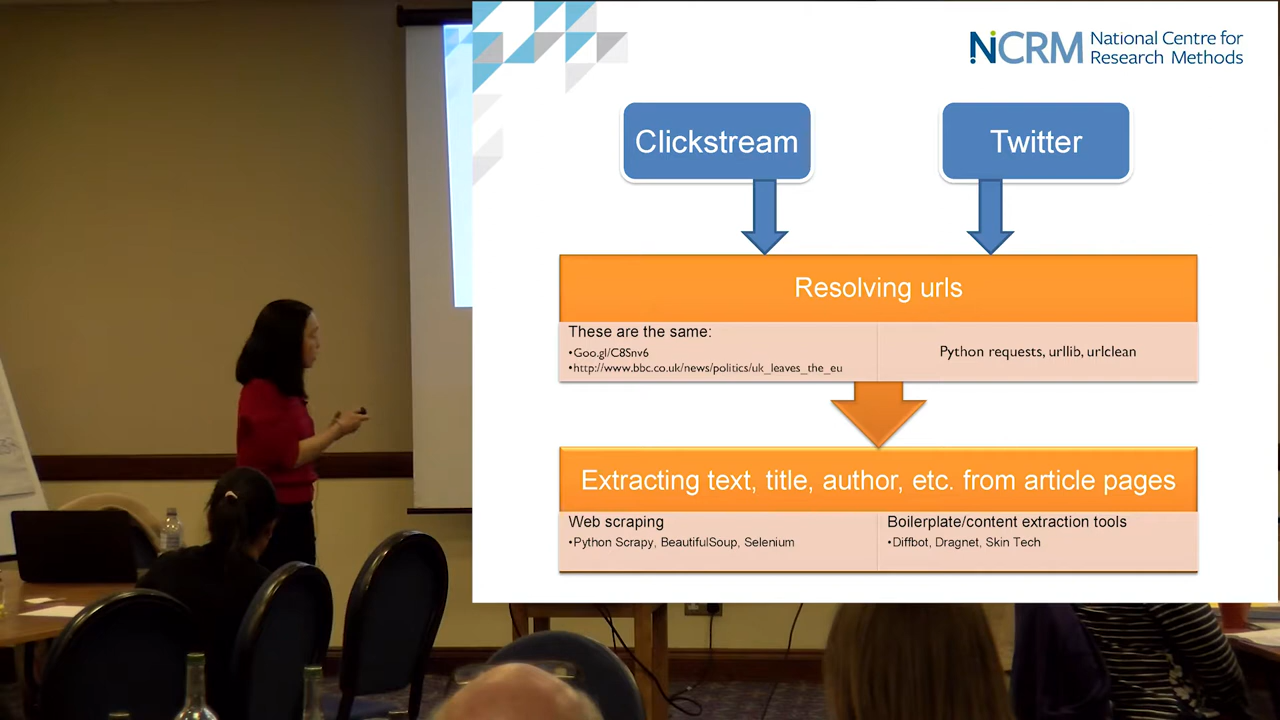 NCRM National Centre for
Research Methods
Clickstream
Twitter
Resolving urls
These are the same:
•Goo.gl/C8Snv6
•http://www.bbc.co.uk/news/politics/uk_leaves_the_eu
Python requests, urllib, urlclean
Extracting text, title, author, etc. from article pages
Web scraping
•Python Scrapy, BeautifulSoup, Selenium
Boilerplate/content extraction tools
•Diffbot, Dragnet, Skin Tech